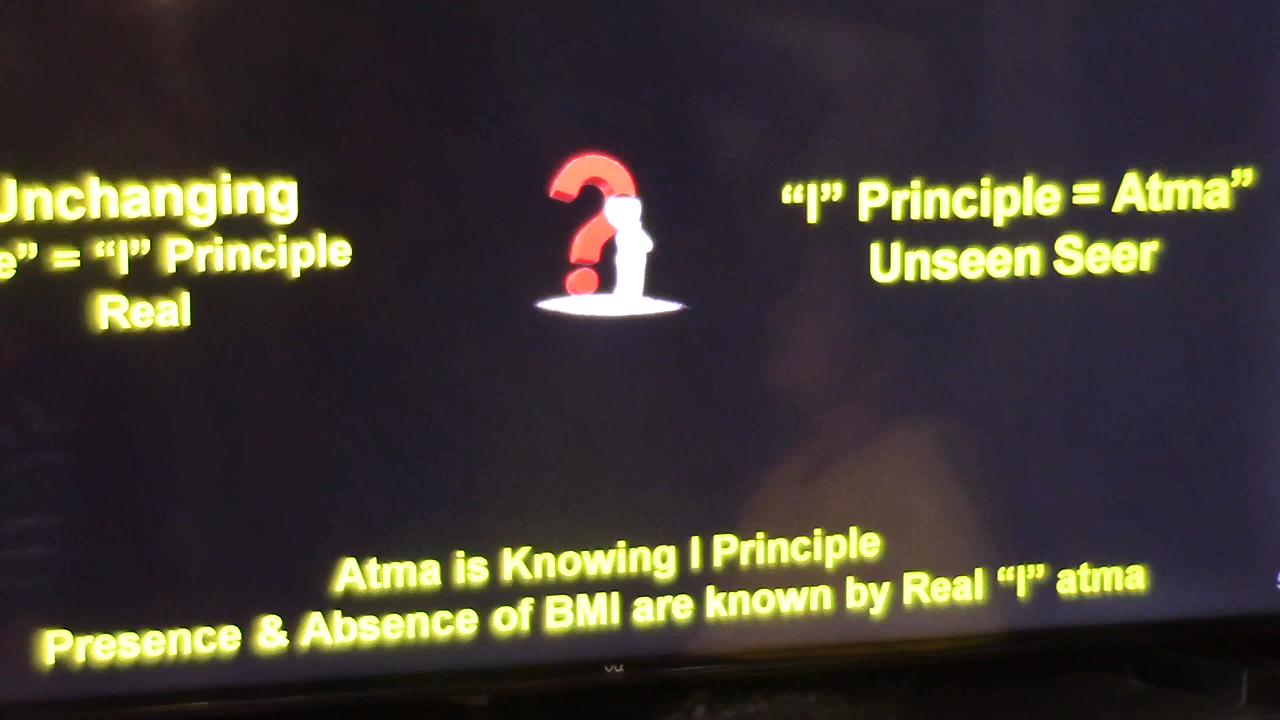 Unchanging
e” = “I” Principle
Real
“I” Principle = Atma”
Unseen Seer
Atma is Knowing I Principle
Presence & Absence of BMI are known by Real “I” atma
VU